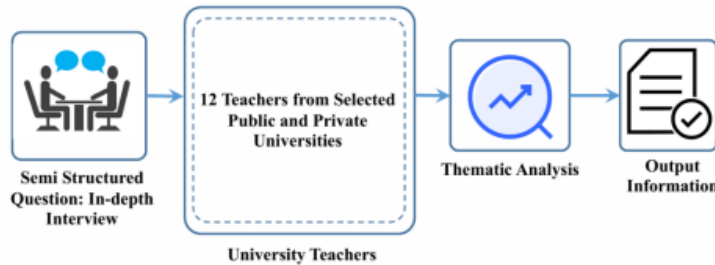 Semi Structured
Question: In-depth
Interview
12 Teachers from Selected
Public and Private
Universities
University Teachers
Thematic Analysis
Output
Information